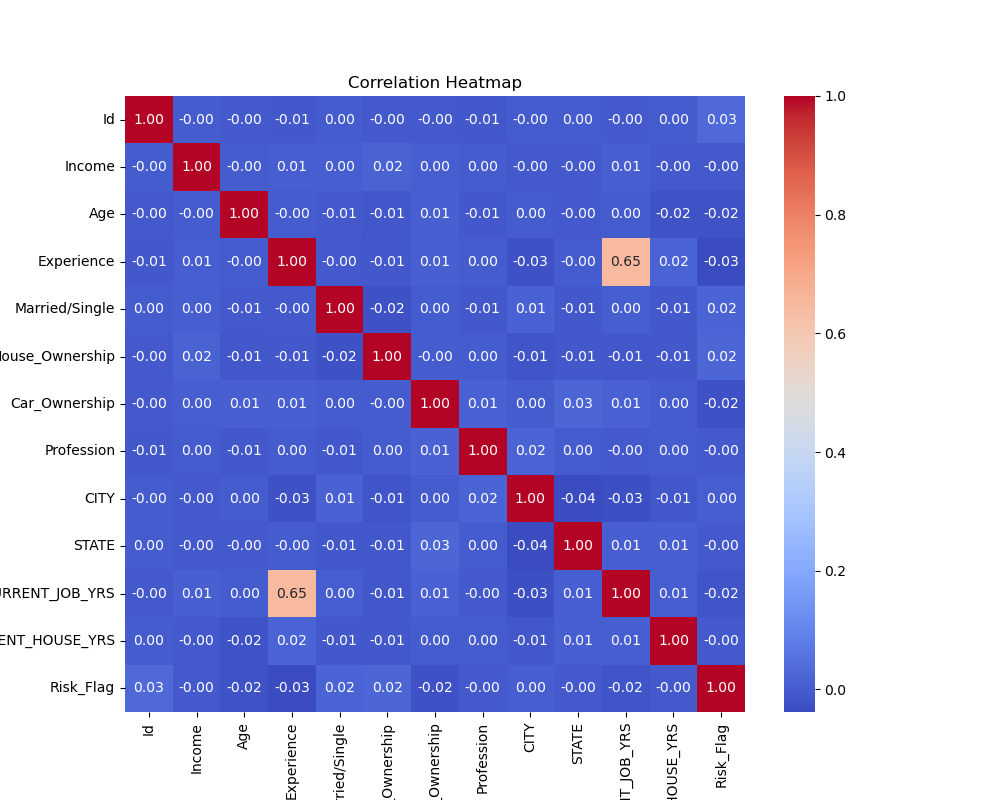 Correlation Heatmap
Id 1.00 -0.00 -0.00 -0.01 0.00 -0.00 -0.00 -0.01 -0.00 0.00 -0.00 0.00 0.03
Income -0.00 1.00 -0.00 0.01 0.00 0.02 0.00 0.00 -0.00 -0.00 0.01 -0.00 -0.00
Age -0.00 -0.00 1.00 -0.00 -0.01 -0.01 0.01 -0.01 0.00 -0.00 0.00 -0.02 -0.02
Experience -0.01 0.01 -0.00 1.00 -0.00 -0.01 0.01 0.00 -0.03 -0.00 0.65 0.02 -0.03
Married/Single 0.00 0.00 -0.01 -0.00 1.00 -0.02 0.00 -0.01 0.01 -0.01 0.00 -0.01 0.02
ouse_Ownership -0.00 0.02 -0.01 -0.01 -0.02 1.00 -0.00 0.00 -0.01 -0.01 -0.01 -0.01 0.02
Car_Ownership -0.00 0.00 0.01 0.01 0.00 -0.00 1.00 0.01 0.00 0.03 0.01 0.00 -0.02
Profession -0.01 0.00 -0.01 0.00 -0.01 0.00 0.01 1.00 0.02 0.00 -0.00 0.00 -0.00
CITY -0.00 -0.00 0.00 -0.03 0.01 -0.01 0.00 0.02 1.00 -0.04 -0.03 -0.01 0.00
STATE 0.00 -0.00 -0.00 -0.00 -0.01 -0.01 0.03 0.00 -0.04 1.00 0.01 0.01 -0.00
RRENT_JOB_YRS -0.00 0.01 0.00 0.65 0.00 -0.01 0.01 -0.00 -0.03 0.01 1.00 0.01 -0.02
ENT_HOUSE_YRS 0.00 -0.00 -0.02 0.02 -0.01 -0.01 0.00 0.00 -0.01 0.01 0.01 1.00 -0.00
Risk_Flag 0.03 -0.00 -0.02 -0.03 0.02 0.02 -0.02 -0.00 0.00 -0.00 -0.02 -0.00 1.00
Id
Income
Age
Experience
ried/Single
_Ownership
_Ownership
Profession
CITY
STATE
NT_JOB_YRS
HOUSE_YRS
Risk_Flag
1.0
0.8
0.6
0.4
0.2
0.0